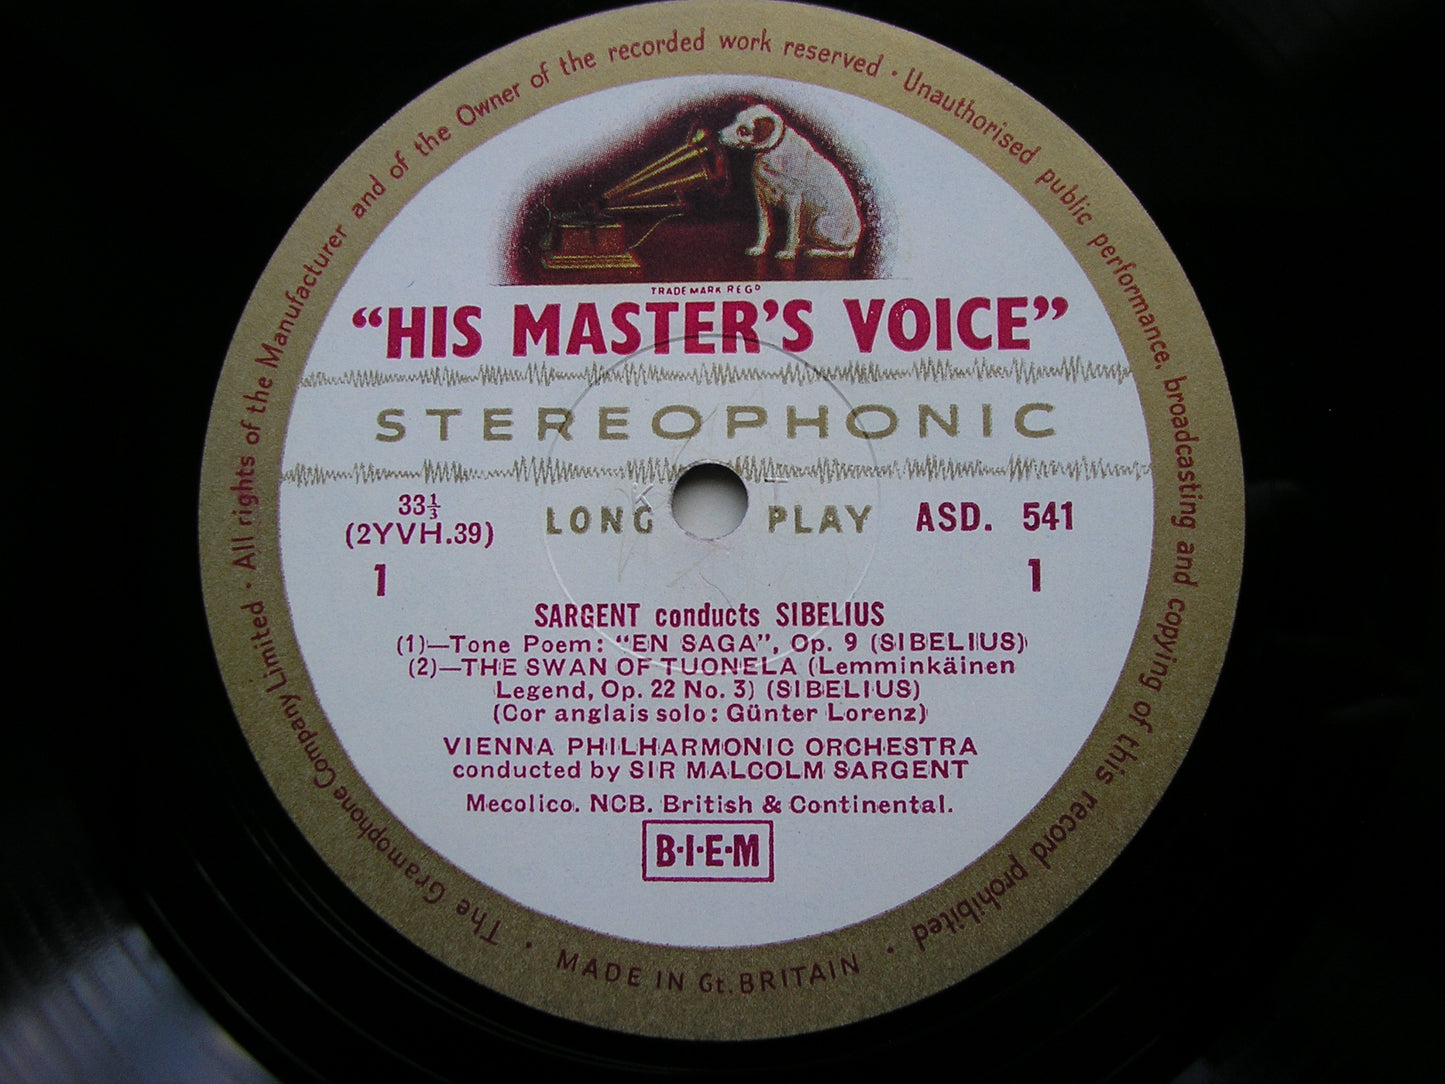 The Gramophone Company Limited · All rights of the Manufacturer and of the Owner of the recorded work reserved · Unauthorised public performance, broadcasting and copying of this record prohibited ·
TRADE MARK REGD
“HIS MASTER’S VOICE”
STEREOPHONIC
33⅓
(2YVH.39)
LONG PLAY
K T
ASD. 541
1
1
SARGENT conducts SIBELIUS
(1)—Tone Poem: “EN SAGA”, Op. 9 (SIBELIUS)
(2)—THE SWAN OF TUONELA (Lemminkäinen
Legend, Op. 22 No. 3) (SIBELIUS)
(Cor anglais solo: Günter Lorenz)
VIENNA PHILHARMONIC ORCHESTRA
conducted by SIR MALCOLM SARGENT
Mecolico. NCB. British & Continental.
B·I·E·M
MADE IN Gt. BRITAIN